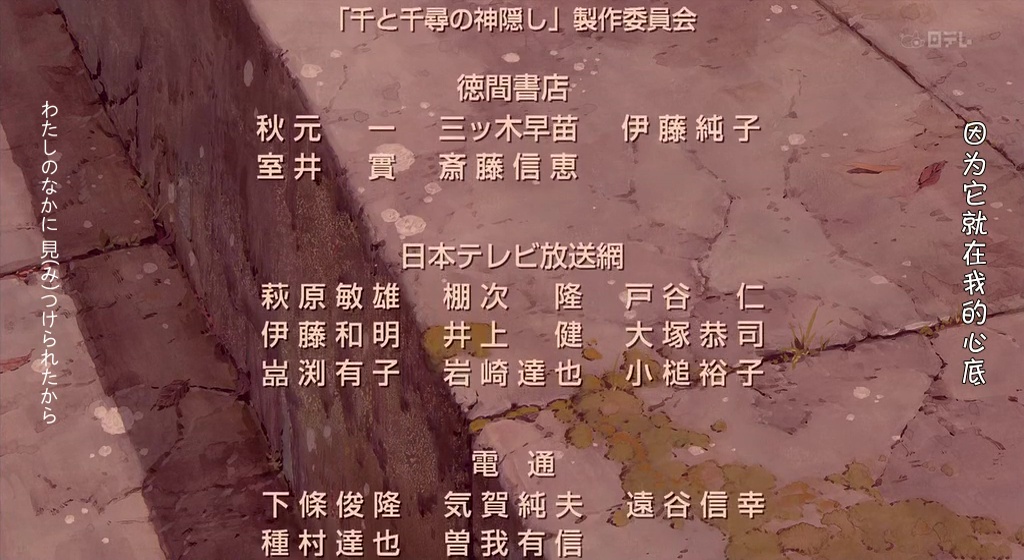 「千と千尋の神隠し」製作委員会
日テレ
徳間書店
秋元 一 三ッ木早苗 伊藤純子
室井 實 斎藤信恵
日本テレビ放送網
萩原敏雄 棚次 隆 戸谷 仁
伊藤和明 井上 健 大塚恭司
渕有子 岩崎達也 小槌裕子
電通
下條俊隆 気賀純夫 遠谷信幸
種村達也 曽我有信
わたしのなかに 見(み)つけられたから
因为它就在我的心底